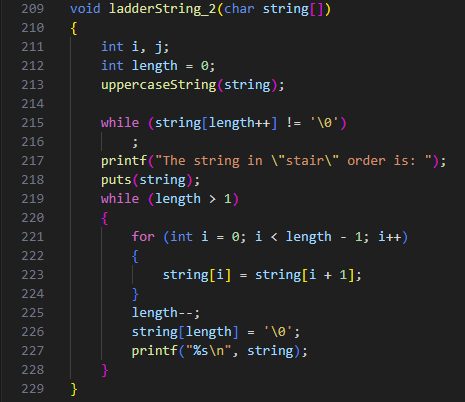 209 void ladderString_2(char string[])
210 {
211     int i, j;
212     int length = 0;
213     uppercaseString(string);
214
215     while (string[length++] != '\0')
216         ;
217     printf("The string in \"stair\" order is: ");
218     puts(string);
219     while (length > 1)
220     {
221         for (int i = 0; i < length - 1; i++)
222         {
223             string[i] = string[i + 1];
224         }
225         length--;
226         string[length] = '\0';
227         printf("%s\n", string);
228     }
229 }